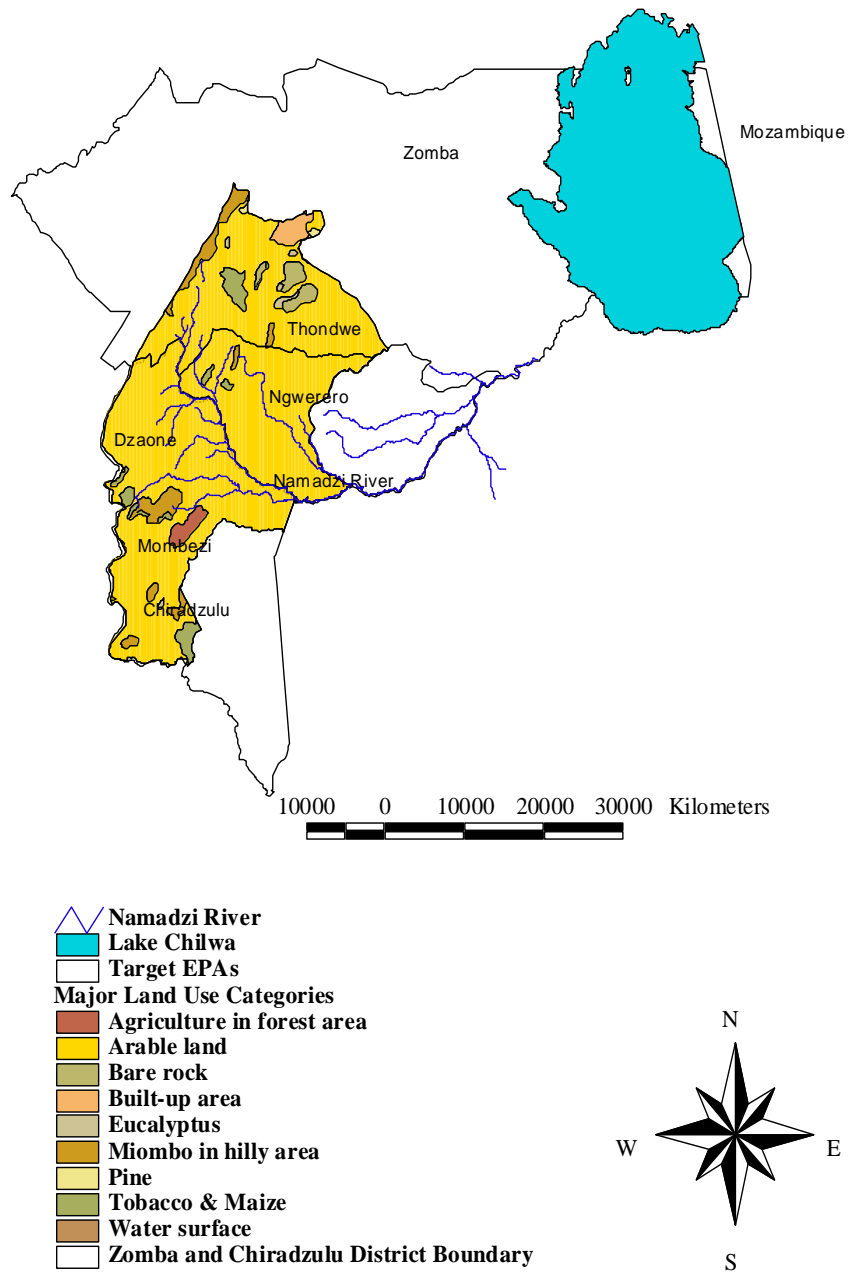 Mozambique
Zomba
Thondwe
Ngwerero
Dzaone
Namadzi River
Mombezi
Chiradzulu
10000 0 10000 20000 30000 Kilometers
Namadzi River
Lake Chilwa
Target EPAs
Major Land Use Categories
Agriculture in forest area
Arable land
Bare rock
Built-up area
Eucalyptus
Miombo in hilly area
Pine
Tobacco & Maize
Water surface
Zomba and Chiradzulu District Boundary
N
W E
S